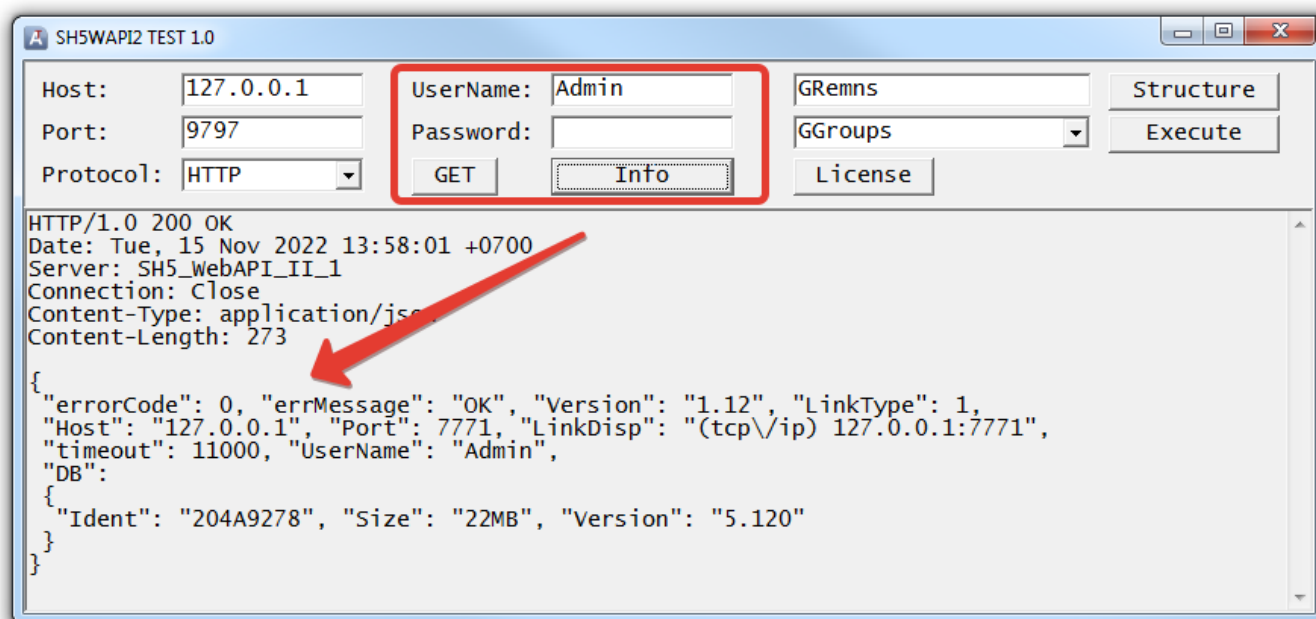 SH5WAPI2 TEST 1.0
Host: 127.0.0.1 UserName: Admin GRemns Structure
Port: 9797 Password: GGroups Execute
Protocol: HTTP GET Info License
HTTP/1.0 200 OK
Date: Tue, 15 Nov 2022 13:58:01 +0700
Server: SH5_WebAPI_II_1
Connection: Close
Content-Type:
Content-Length: 273
{
"errorCode": 0, "errMessage": "OK", "Version": "1.12", "LinkType": 1,
"Host": "127.0.0.1", "Port": 7771, "LinkDisp": "(tcp\/ip) 127.0.0.1:7771",
"timeout": 11000, "UserName": "Admin",
"DB":
{
"Ident": "204A9278", "Size": "22MB", "Version": "5.120"
}
}